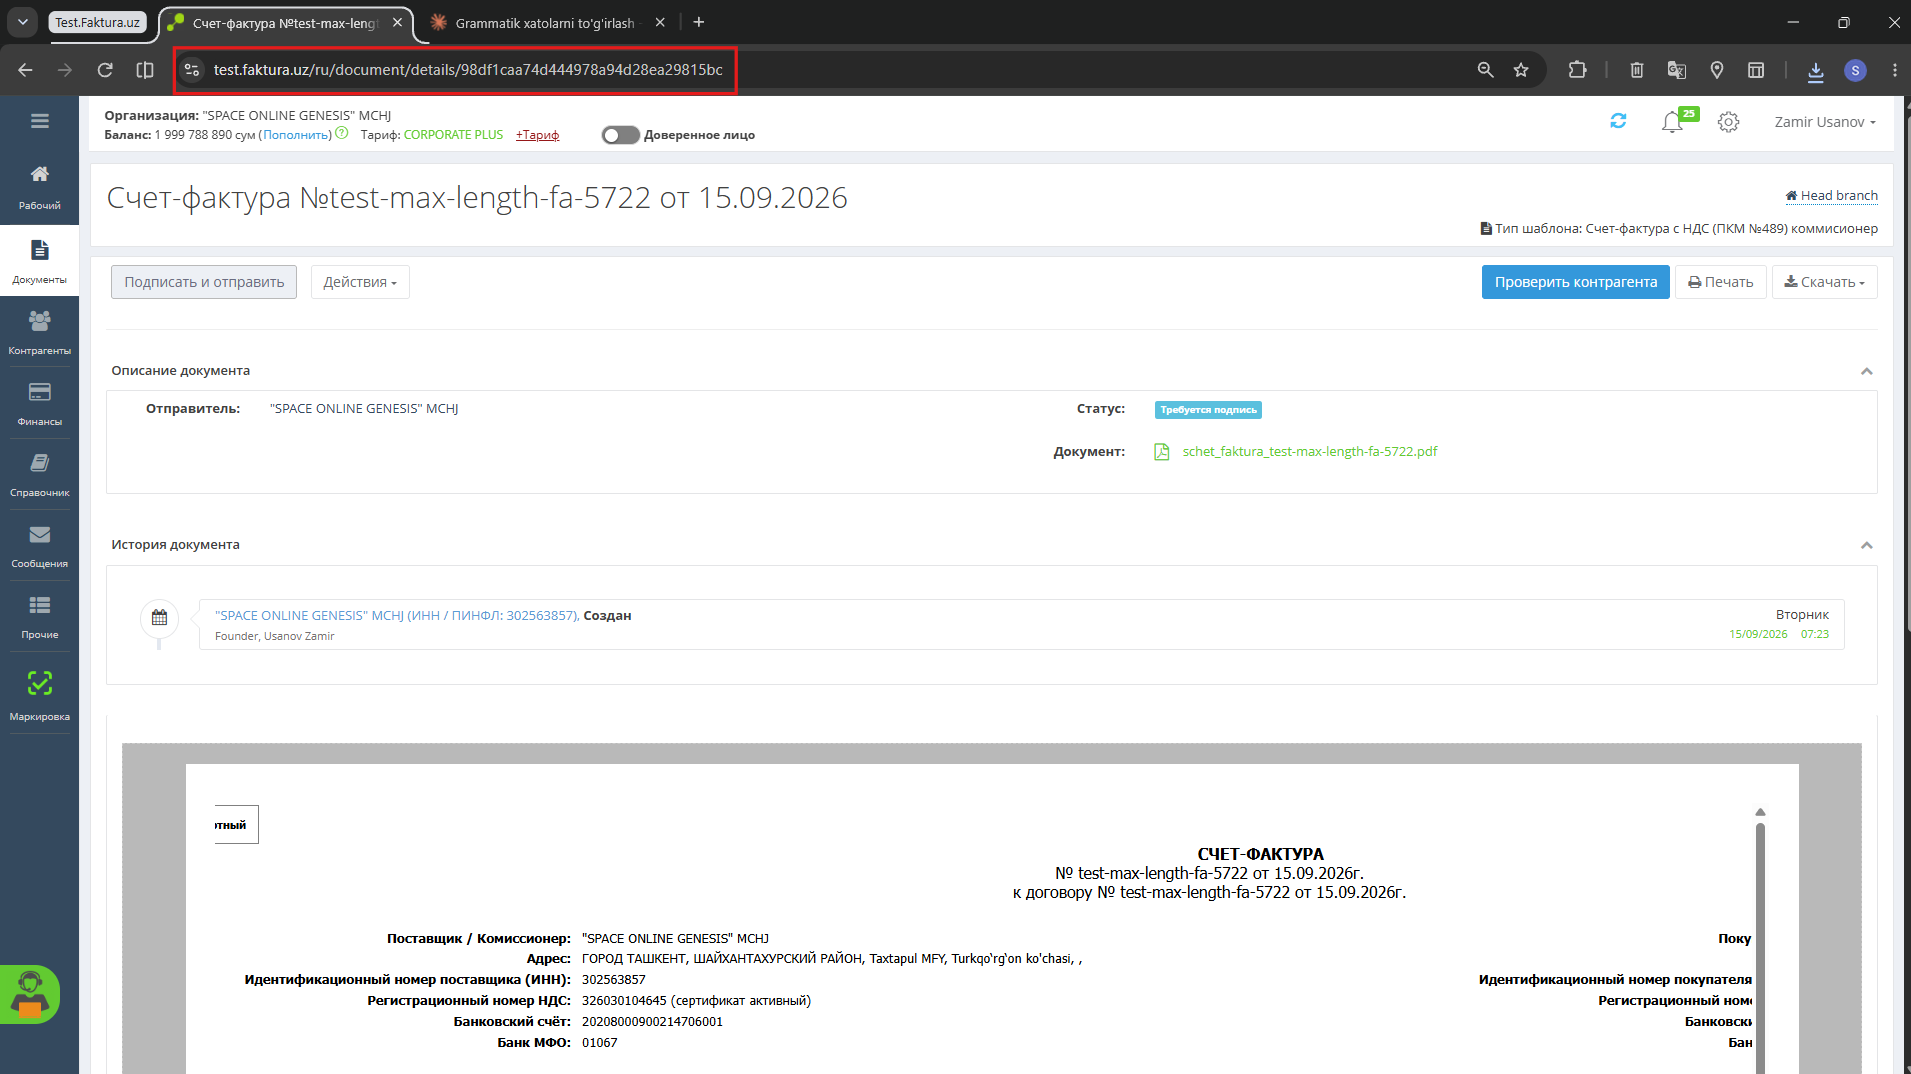 Test.Faktura.uz
Счет-фактура №test-max-lengt
Grammatik xatolarni to'g'irlash
test.faktura.uz/ru/document/details/98df1caa74d444978a94d28ea29815bc
S
Организация: "SPACE ONLINE GENESIS" MCHJ
Баланс: 1 999 788 890 сум (Пополнить) ? Тариф: CORPORATE PLUS +Тариф
Доверенное лицо
25
Zamir Usanov
Рабочий
Документы
Контрагенты
Финансы
Справочник
Сообщения
Прочие
Маркировка
Счет-фактура №test-max-length-fa-5722 от 15.09.2026
Head branch
Тип шаблона: Счет-фактура с НДС (ПКМ №489) коммисионер
Подписать и отправить
Действия
Проверить контрагента
Печать
Скачать
Описание документа
Отправитель: "SPACE ONLINE GENESIS" MCHJ
Статус: Требуется подпись
Документ: schet_faktura_test-max-length-fa-5722.pdf
История документа
"SPACE ONLINE GENESIS" MCHJ (ИНН / ПИНФЛ: 302563857), Создан
Founder, Usanov Zamir
Вторник
15/09/2026 07:23
тный
СЧЕТ-ФАКТУРА
№ test-max-length-fa-5722 от 15.09.2026г.
к договору № test-max-length-fa-5722 от 15.09.2026г.
Поставщик / Комиссионер: "SPACE ONLINE GENESIS" MCHJ
Адрес: ГОРОД ТАШКЕНТ, ШАЙХАНТАХУРСКИЙ РАЙОН, Taxtapul MFY, Turkqo'rg'on ko'chasi, ,
Идентификационный номер поставщика (ИНН): 302563857
Регистрационный номер НДС: 326030104645 (сертификат активный)
Банковский счёт: 20208000900214706001
Банк МФО: 01067
Поку
Идентификационный номер покупателя
Регистрационный номе
Банковски
Бан